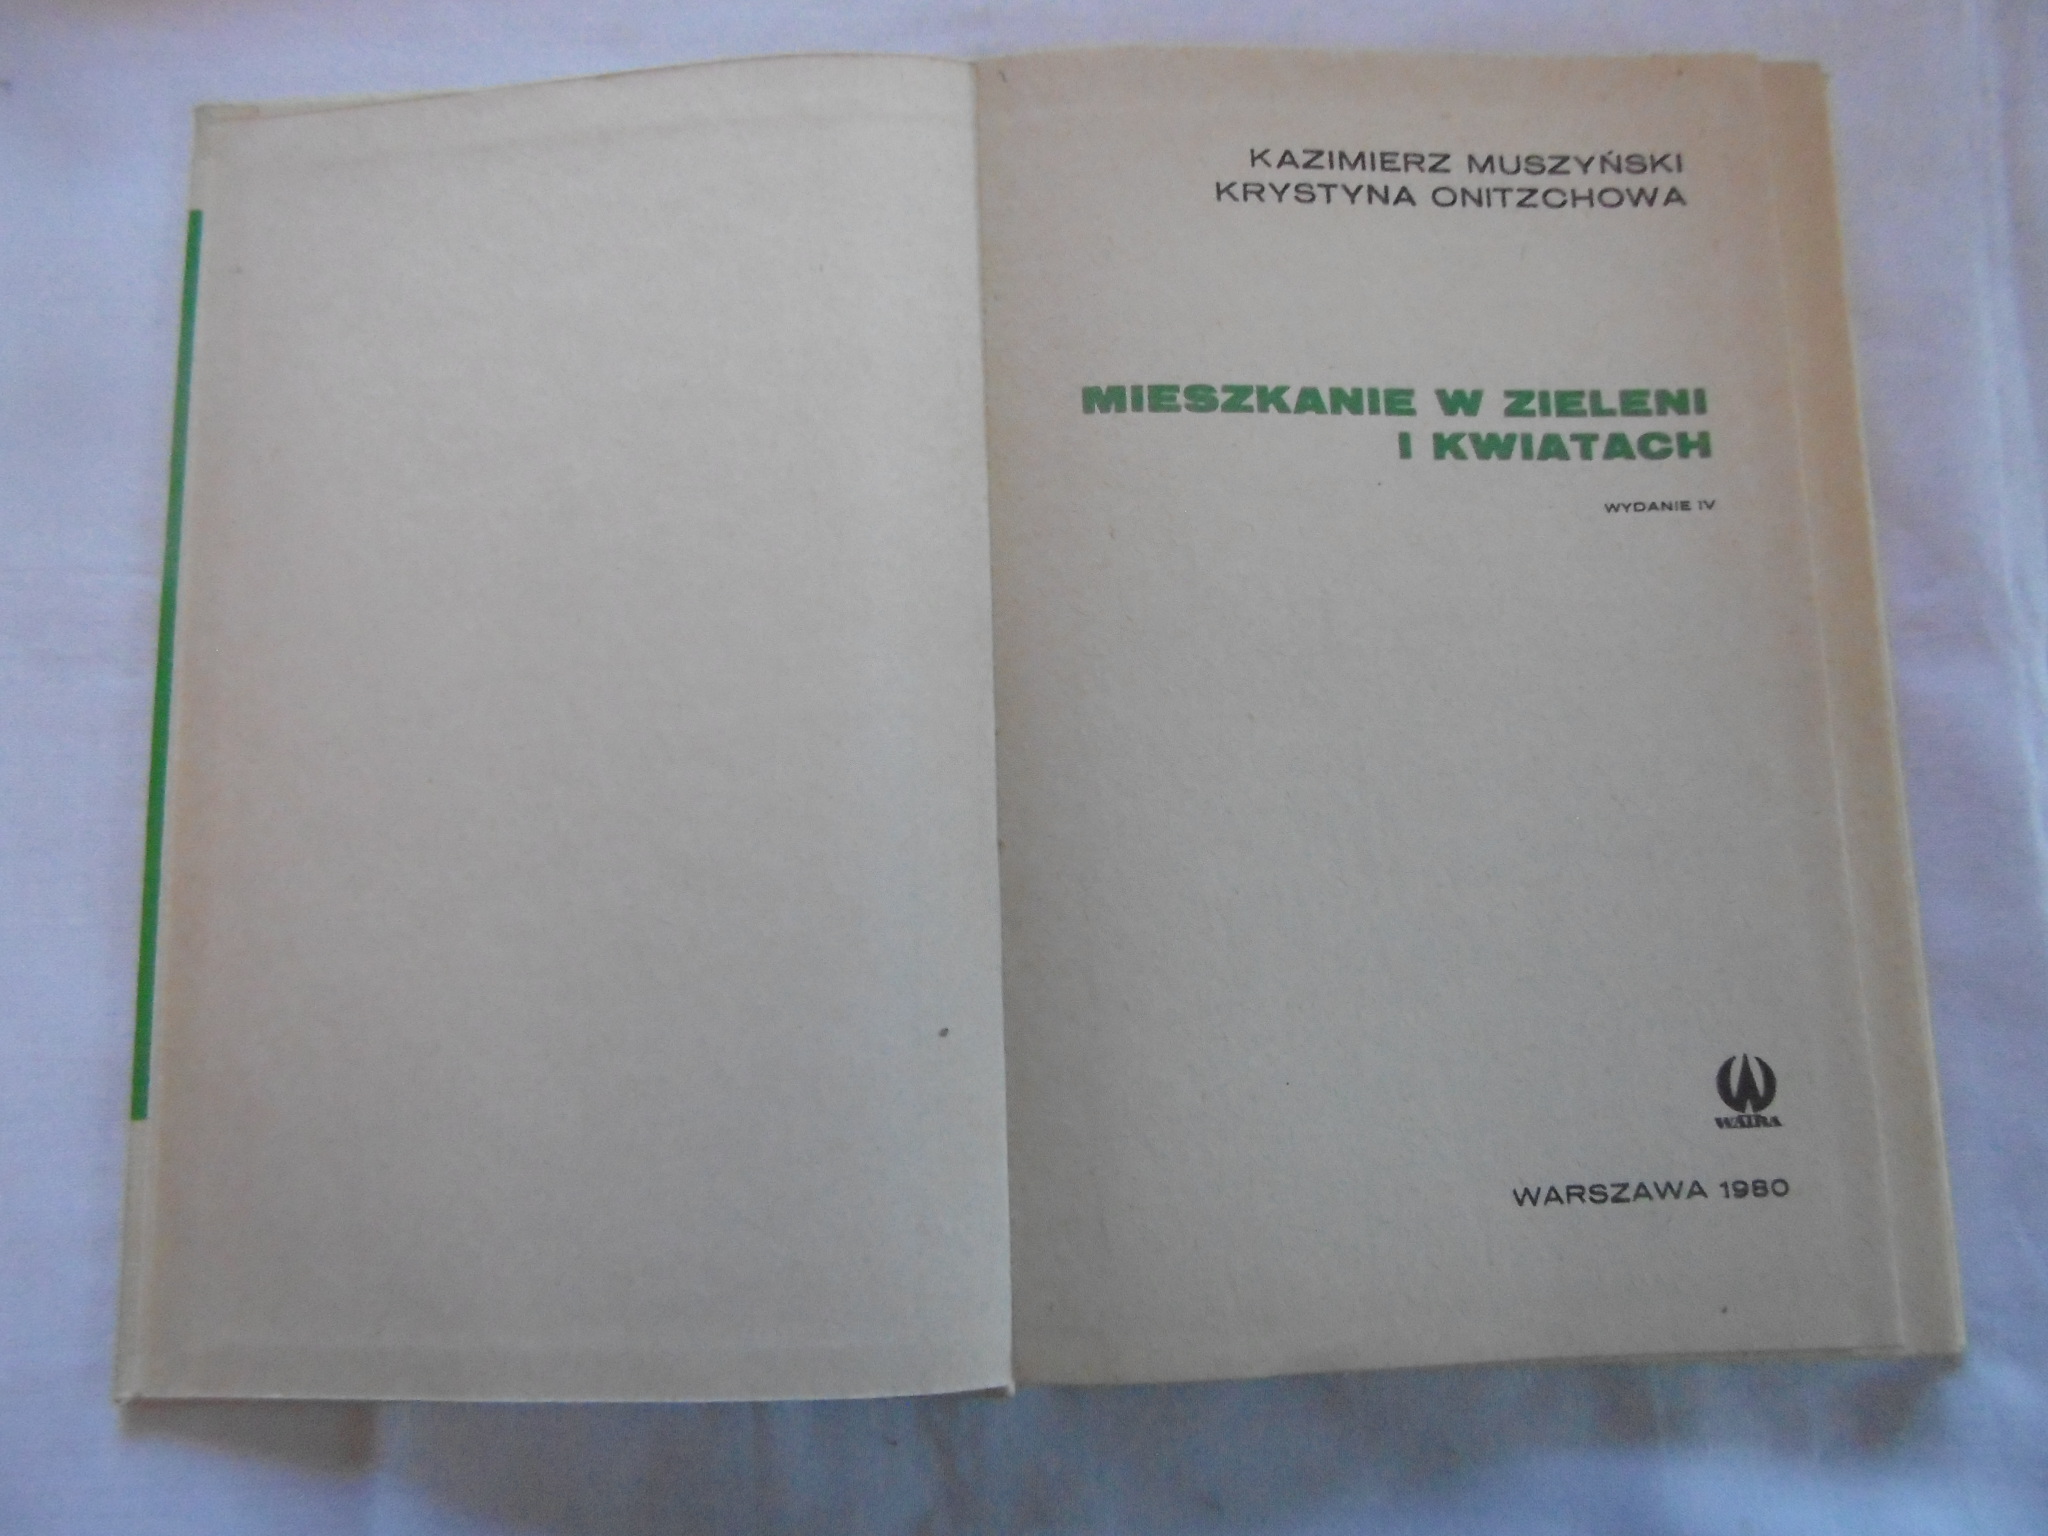 KAZIMIERZ MUSZYŃSKI
KRYSTYNA ONITZCHOWA
MIESZKANIE W ZIELENI
I KWIATACH
WYDANIE IV
WATRA
WARSZAWA 1980